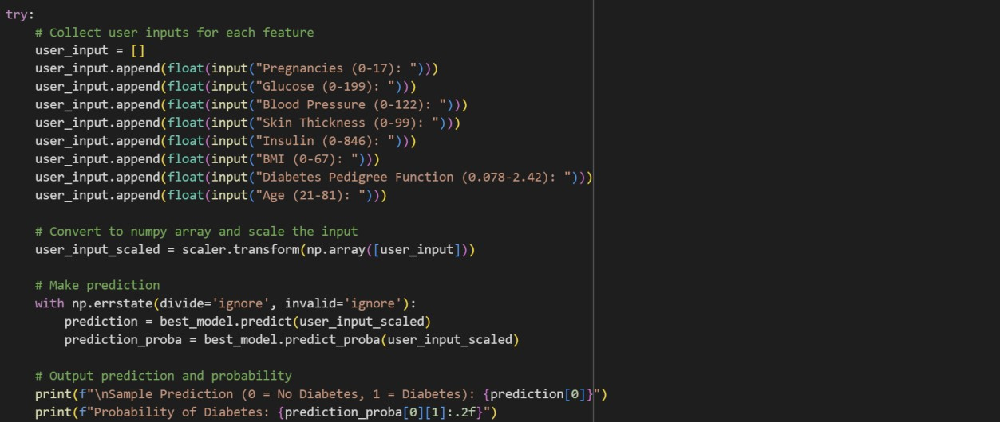 try:
    # Collect user inputs for each feature
    user_input = []
    user_input.append(float(input("Pregnancies (0-17): ")))
    user_input.append(float(input("Glucose (0-199): ")))
    user_input.append(float(input("Blood Pressure (0-122): ")))
    user_input.append(float(input("Skin Thickness (0-99): ")))
    user_input.append(float(input("Insulin (0-846): ")))
    user_input.append(float(input("BMI (0-67): ")))
    user_input.append(float(input("Diabetes Pedigree Function (0.078-2.42): ")))
    user_input.append(float(input("Age (21-81): ")))

    # Convert to numpy array and scale the input
    user_input_scaled = scaler.transform(np.array([user_input]))

    # Make prediction
    with np.errstate(divide='ignore', invalid='ignore'):
        prediction = best_model.predict(user_input_scaled)
        prediction_proba = best_model.predict_proba(user_input_scaled)

    # Output prediction and probability
    print(f"\nSample Prediction (0 = No Diabetes, 1 = Diabetes): {prediction[0]}")
    print(f"Probability of Diabetes: {prediction_proba[0][1]:.2f}")